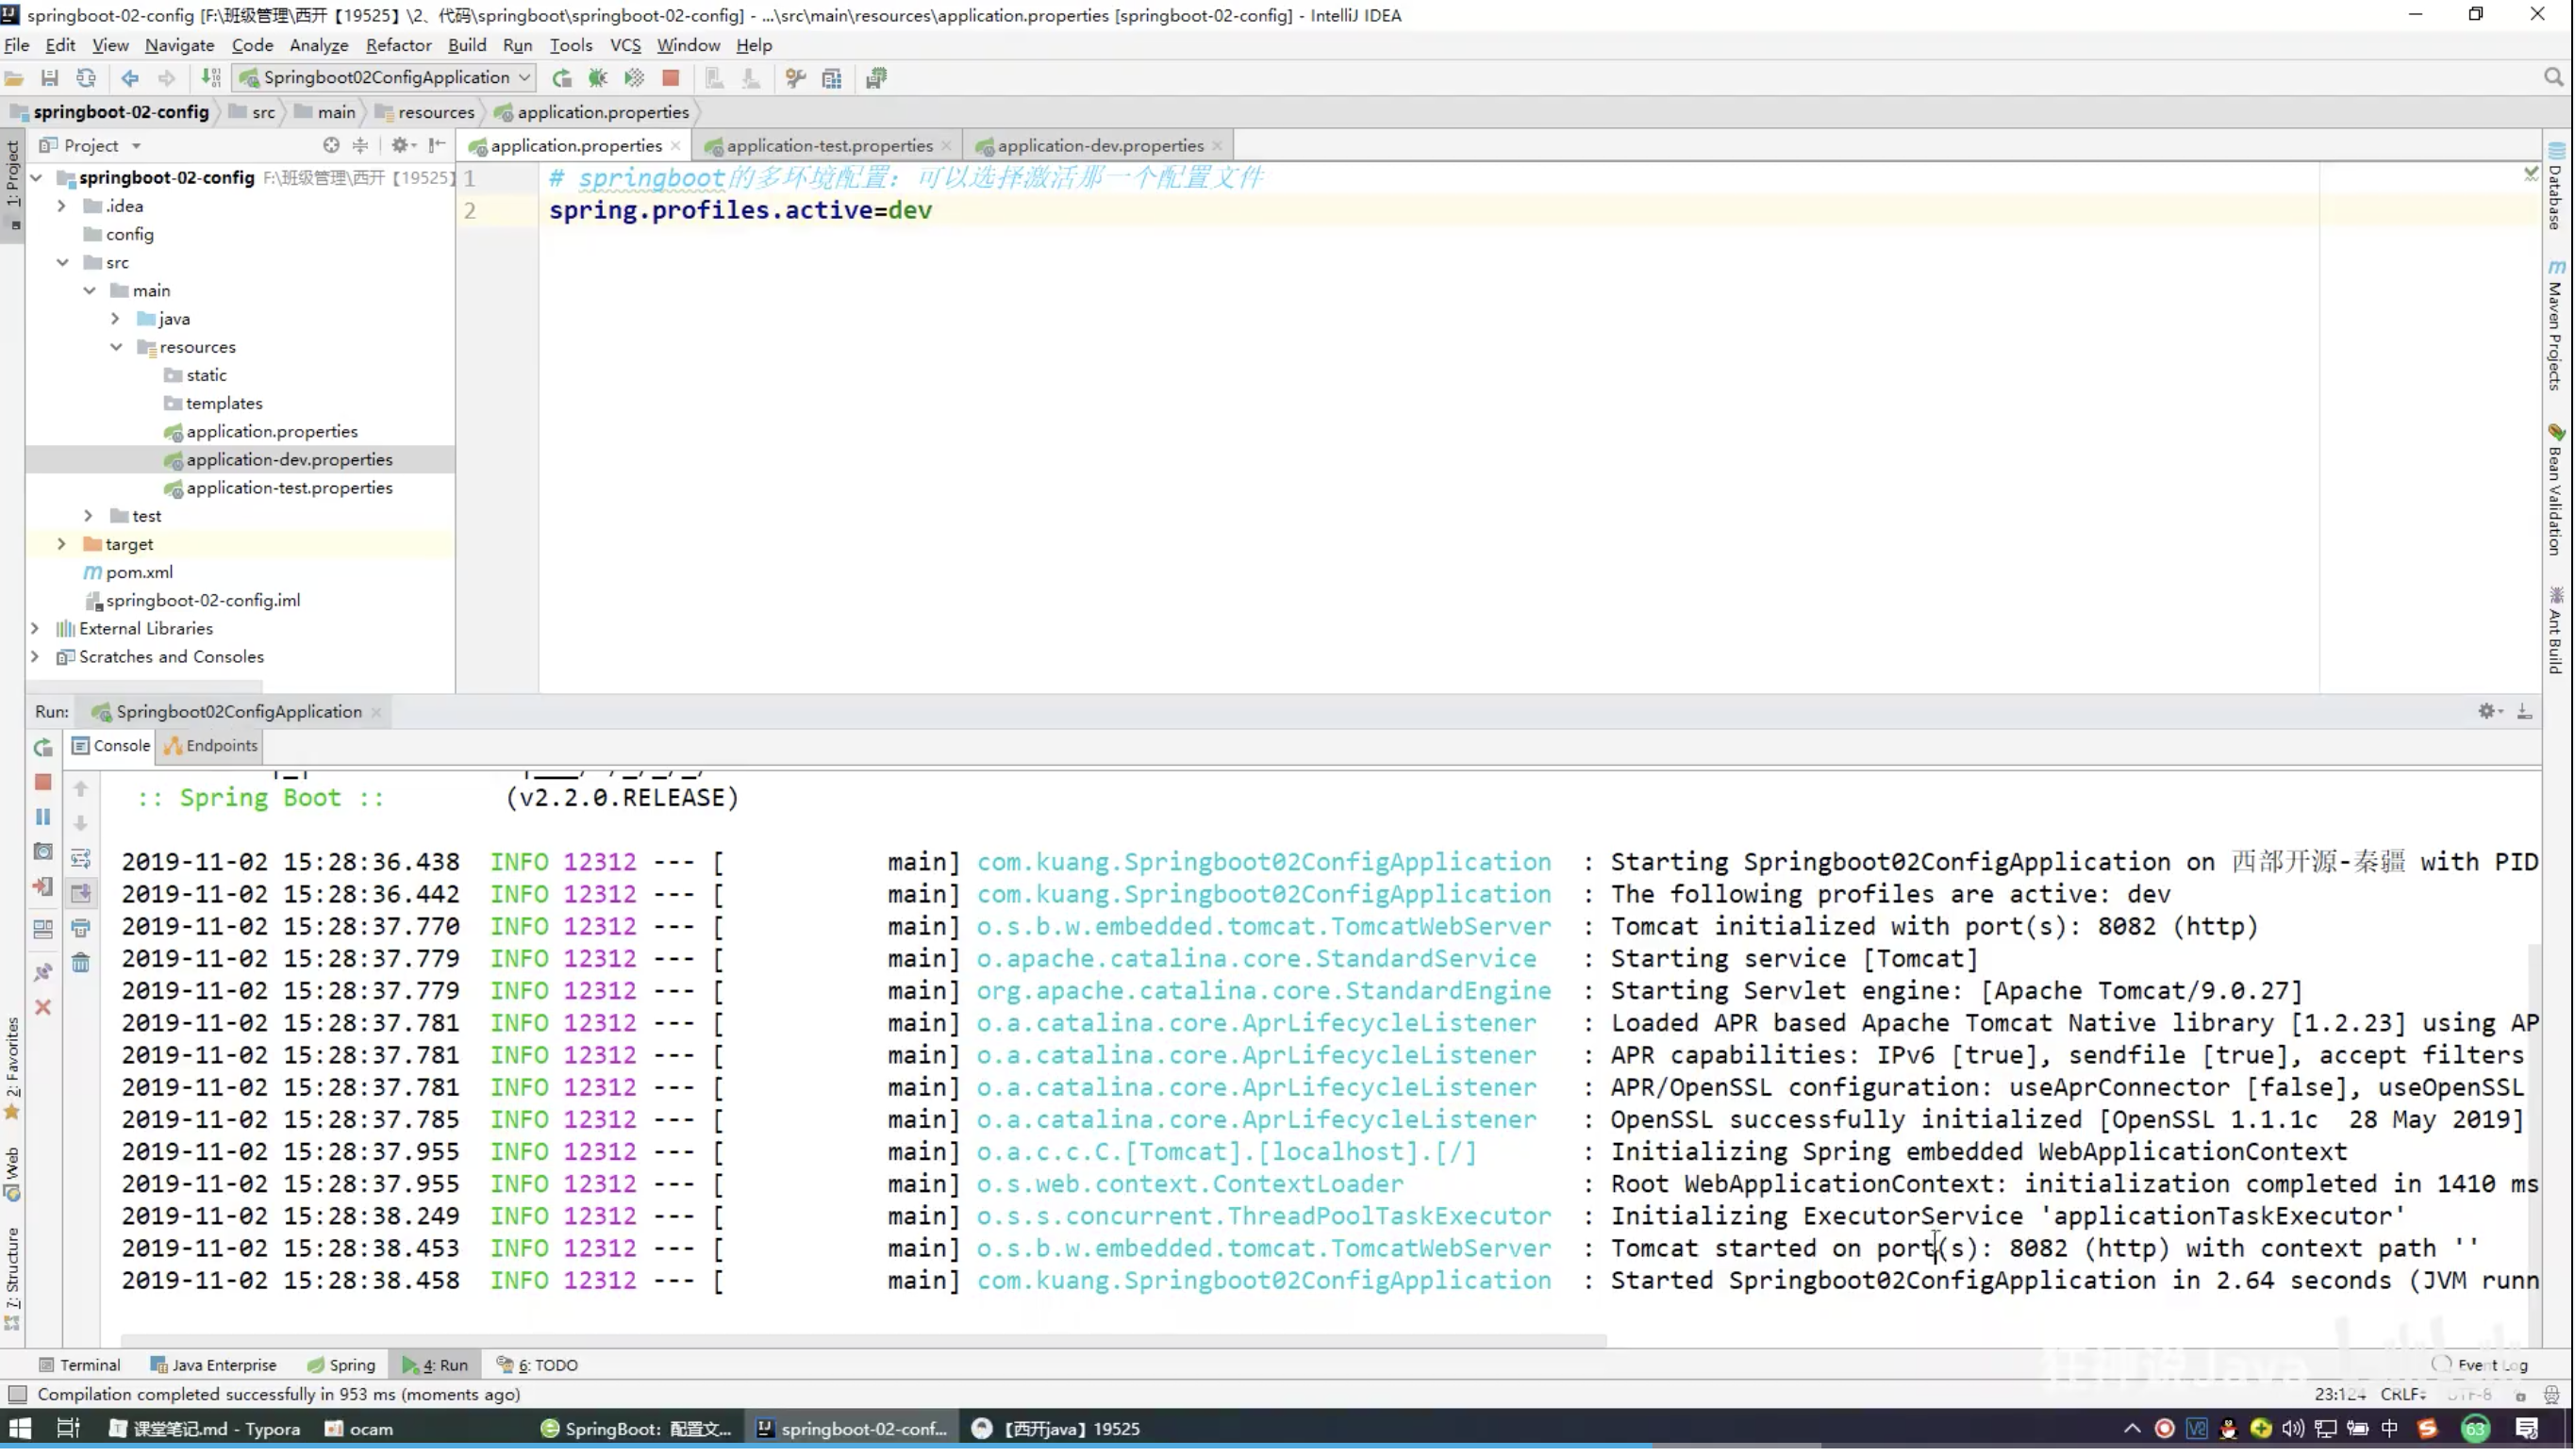 springboot-02-config [F:\班级管理\西开【19525】\2、代码\springboot\springboot-02-config] - ...\src\main\resources\application.properties [springboot-02-config] - IntelliJ IDEA
File Edit View Navigate Code Analyze Refactor Build Run Tools VCS Window Help
Springboot02ConfigApplication
springboot-02-config src main resources application.properties
1: Project
Project
application.properties application-test.properties application-dev.properties
springboot-02-config F:\班级管理\西开【19525】
.idea
config
src
main
java
resources
static
templates
application.properties
application-dev.properties
application-test.properties
test
target
pom.xml
springboot-02-config.iml
External Libraries
Scratches and Consoles
1 # springboot的多环境配置：可以选择激活那一个配置文件
2 spring.profiles.active=dev
Database
Maven Projects
Bean Validation
Ant Build
Run: Springboot02ConfigApplication
Console Endpoints
:: Spring Boot :: (v2.2.0.RELEASE)
2019-11-02 15:28:36.438 INFO 12312 --- [ main] com.kuang.Springboot02ConfigApplication : Starting Springboot02ConfigApplication on 西部开源-秦疆 with PID
2019-11-02 15:28:36.442 INFO 12312 --- [ main] com.kuang.Springboot02ConfigApplication : The following profiles are active: dev
2019-11-02 15:28:37.770 INFO 12312 --- [ main] o.s.b.w.embedded.tomcat.TomcatWebServer : Tomcat initialized with port(s): 8082 (http)
2019-11-02 15:28:37.779 INFO 12312 --- [ main] o.apache.catalina.core.StandardService : Starting service [Tomcat]
2019-11-02 15:28:37.779 INFO 12312 --- [ main] org.apache.catalina.core.StandardEngine : Starting Servlet engine: [Apache Tomcat/9.0.27]
2019-11-02 15:28:37.781 INFO 12312 --- [ main] o.a.catalina.core.AprLifecycleListener : Loaded APR based Apache Tomcat Native library [1.2.23] using AP
2019-11-02 15:28:37.781 INFO 12312 --- [ main] o.a.catalina.core.AprLifecycleListener : APR capabilities: IPv6 [true], sendfile [true], accept filters
2019-11-02 15:28:37.781 INFO 12312 --- [ main] o.a.catalina.core.AprLifecycleListener : APR/OpenSSL configuration: useAprConnector [false], useOpenSSL
2019-11-02 15:28:37.785 INFO 12312 --- [ main] o.a.catalina.core.AprLifecycleListener : OpenSSL successfully initialized [OpenSSL 1.1.1c 28 May 2019]
2019-11-02 15:28:37.955 INFO 12312 --- [ main] o.a.c.c.C.[Tomcat].[localhost].[/] : Initializing Spring embedded WebApplicationContext
2019-11-02 15:28:37.955 INFO 12312 --- [ main] o.s.web.context.ContextLoader : Root WebApplicationContext: initialization completed in 1410 ms
2019-11-02 15:28:38.249 INFO 12312 --- [ main] o.s.s.concurrent.ThreadPoolTaskExecutor : Initializing ExecutorService 'applicationTaskExecutor'
2019-11-02 15:28:38.453 INFO 12312 --- [ main] o.s.b.w.embedded.tomcat.TomcatWebServer : Tomcat started on port(s): 8082 (http) with context path ''
2019-11-02 15:28:38.458 INFO 12312 --- [ main] com.kuang.Springboot02ConfigApplication : Started Springboot02ConfigApplication in 2.64 seconds (JVM runn
2: Favorites
Web
7: Structure
Terminal Java Enterprise Spring 4: Run 6: TODO
狂神说Java
Event Log
Compilation completed successfully in 953 ms (moments ago)
23:124 CRLF UTF-8
课堂笔记.md - Typora ocam SpringBoot：配置文... springboot-02-conf... 【西开java】19525
中 63